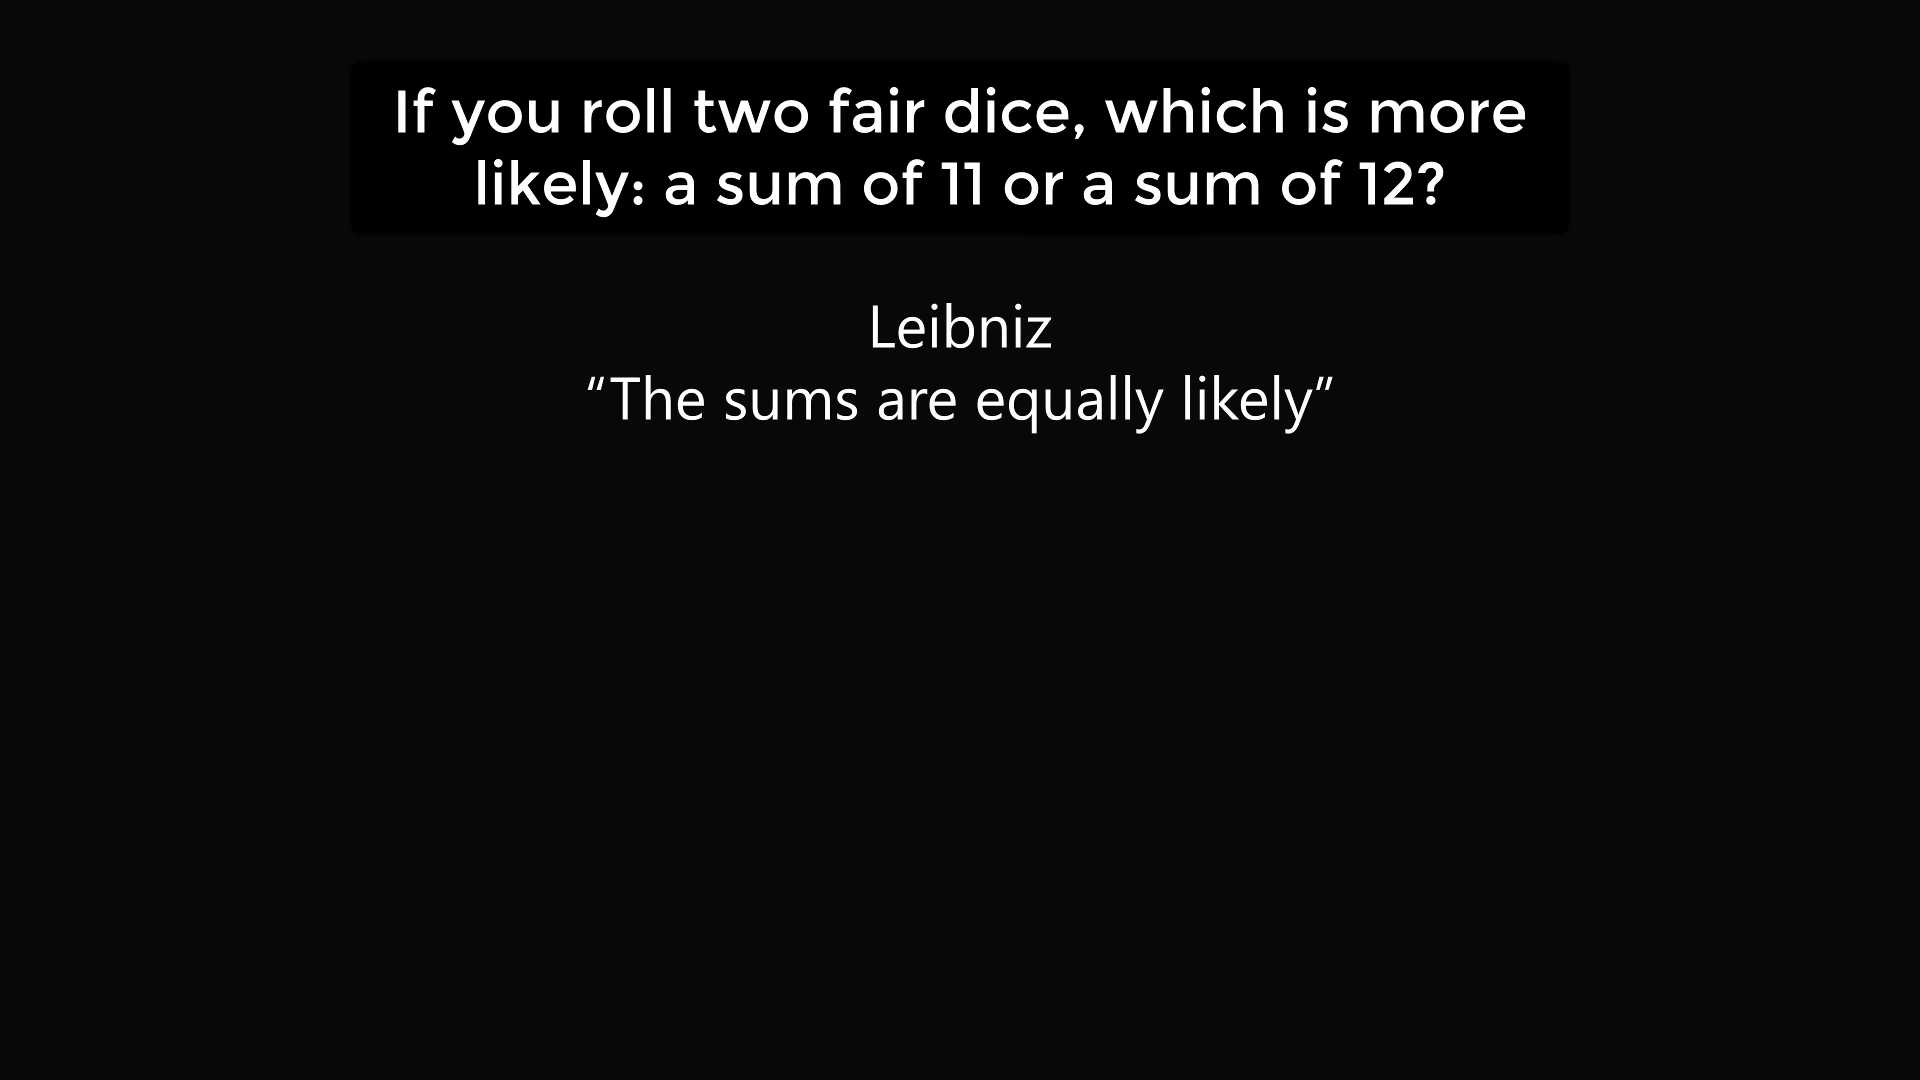 If you roll two fair dice, which is more
likely: a sum of 11 or a sum of 12?
Leibniz
“The sums are equally likely”